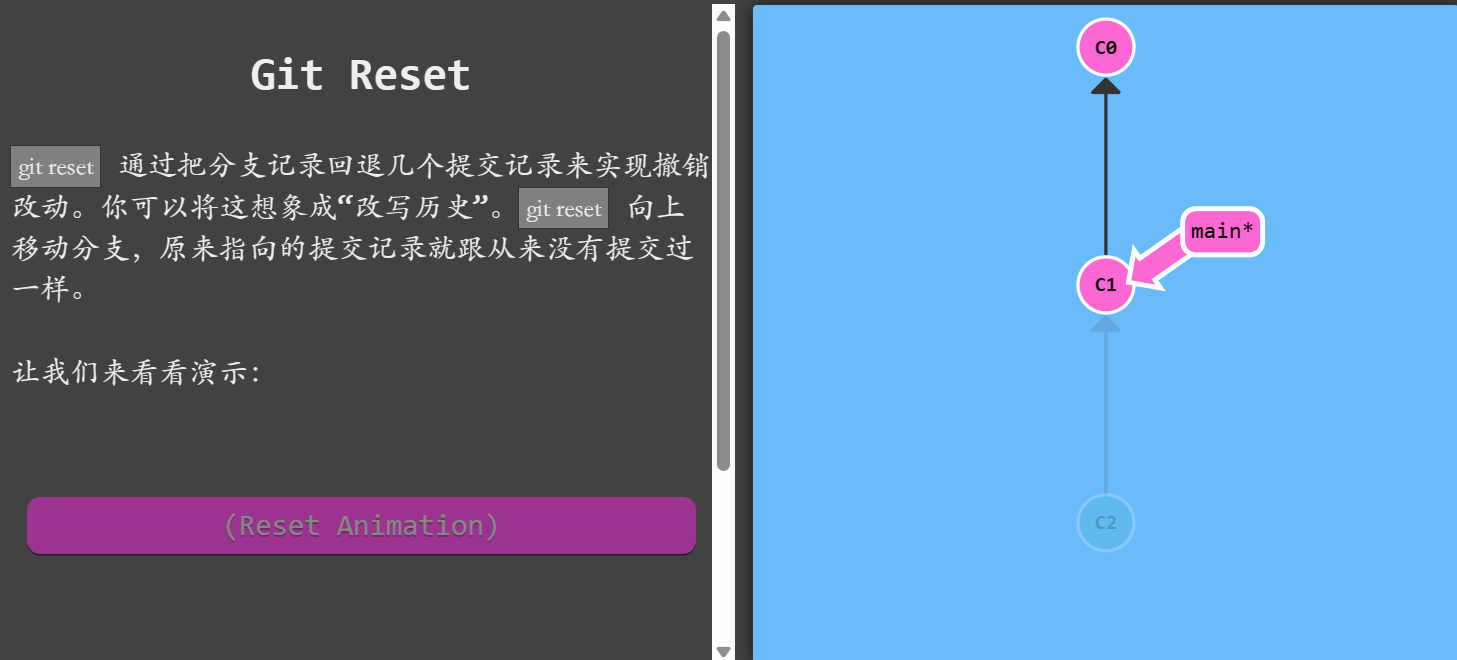 Git Reset
git reset 通过把分支记录回退几个提交记录来实现撤销
改动。你可以将这想象成“改写历史”。git reset 向上
移动分支，原来指向的提交记录就跟从来没有提交过
一样。
让我们来看看演示：
(Reset Animation)
C0
main*
C1
C2